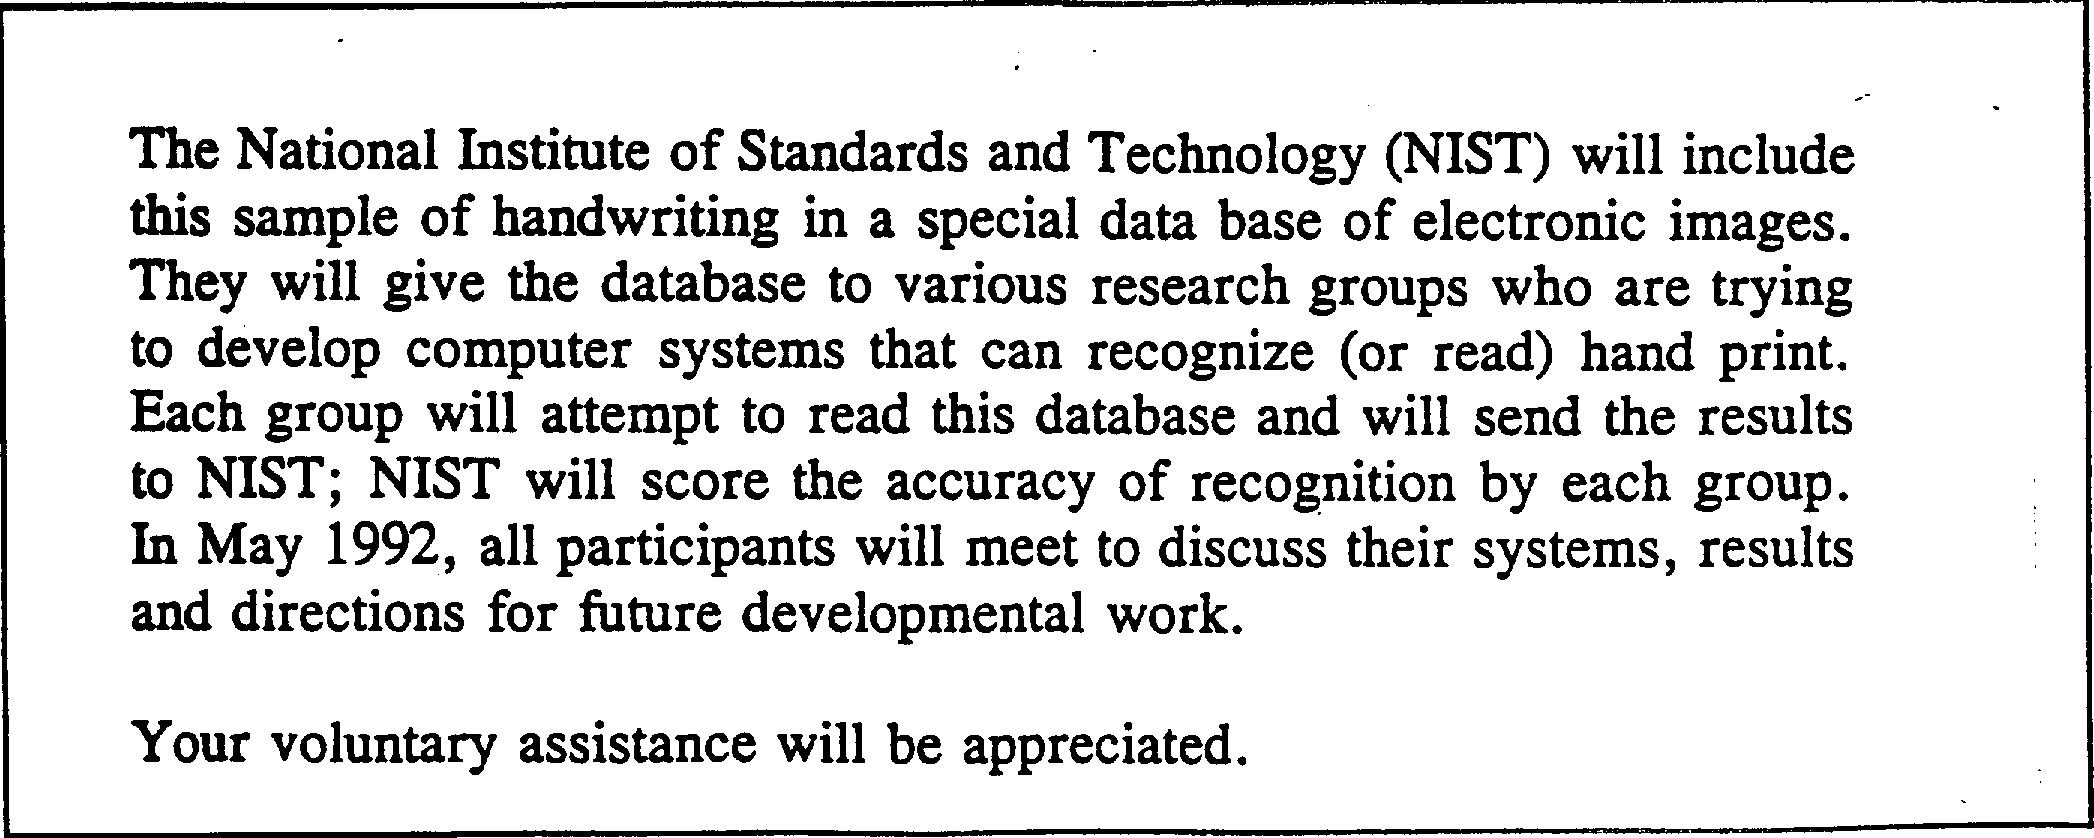 The National Institute of Standards and Technology (NIST) will include
this sample of handwriting in a special data base of electronic images.
They will give the database to various research groups who are trying
to develop computer systems that can recognize (or read) hand print.
Each group will attempt to read this database and will send the results
to NIST; NIST will score the accuracy of recognition by each group.
In May 1992, all participants will meet to discuss their systems, results
and directions for future developmental work.
Your voluntary assistance will be appreciated.